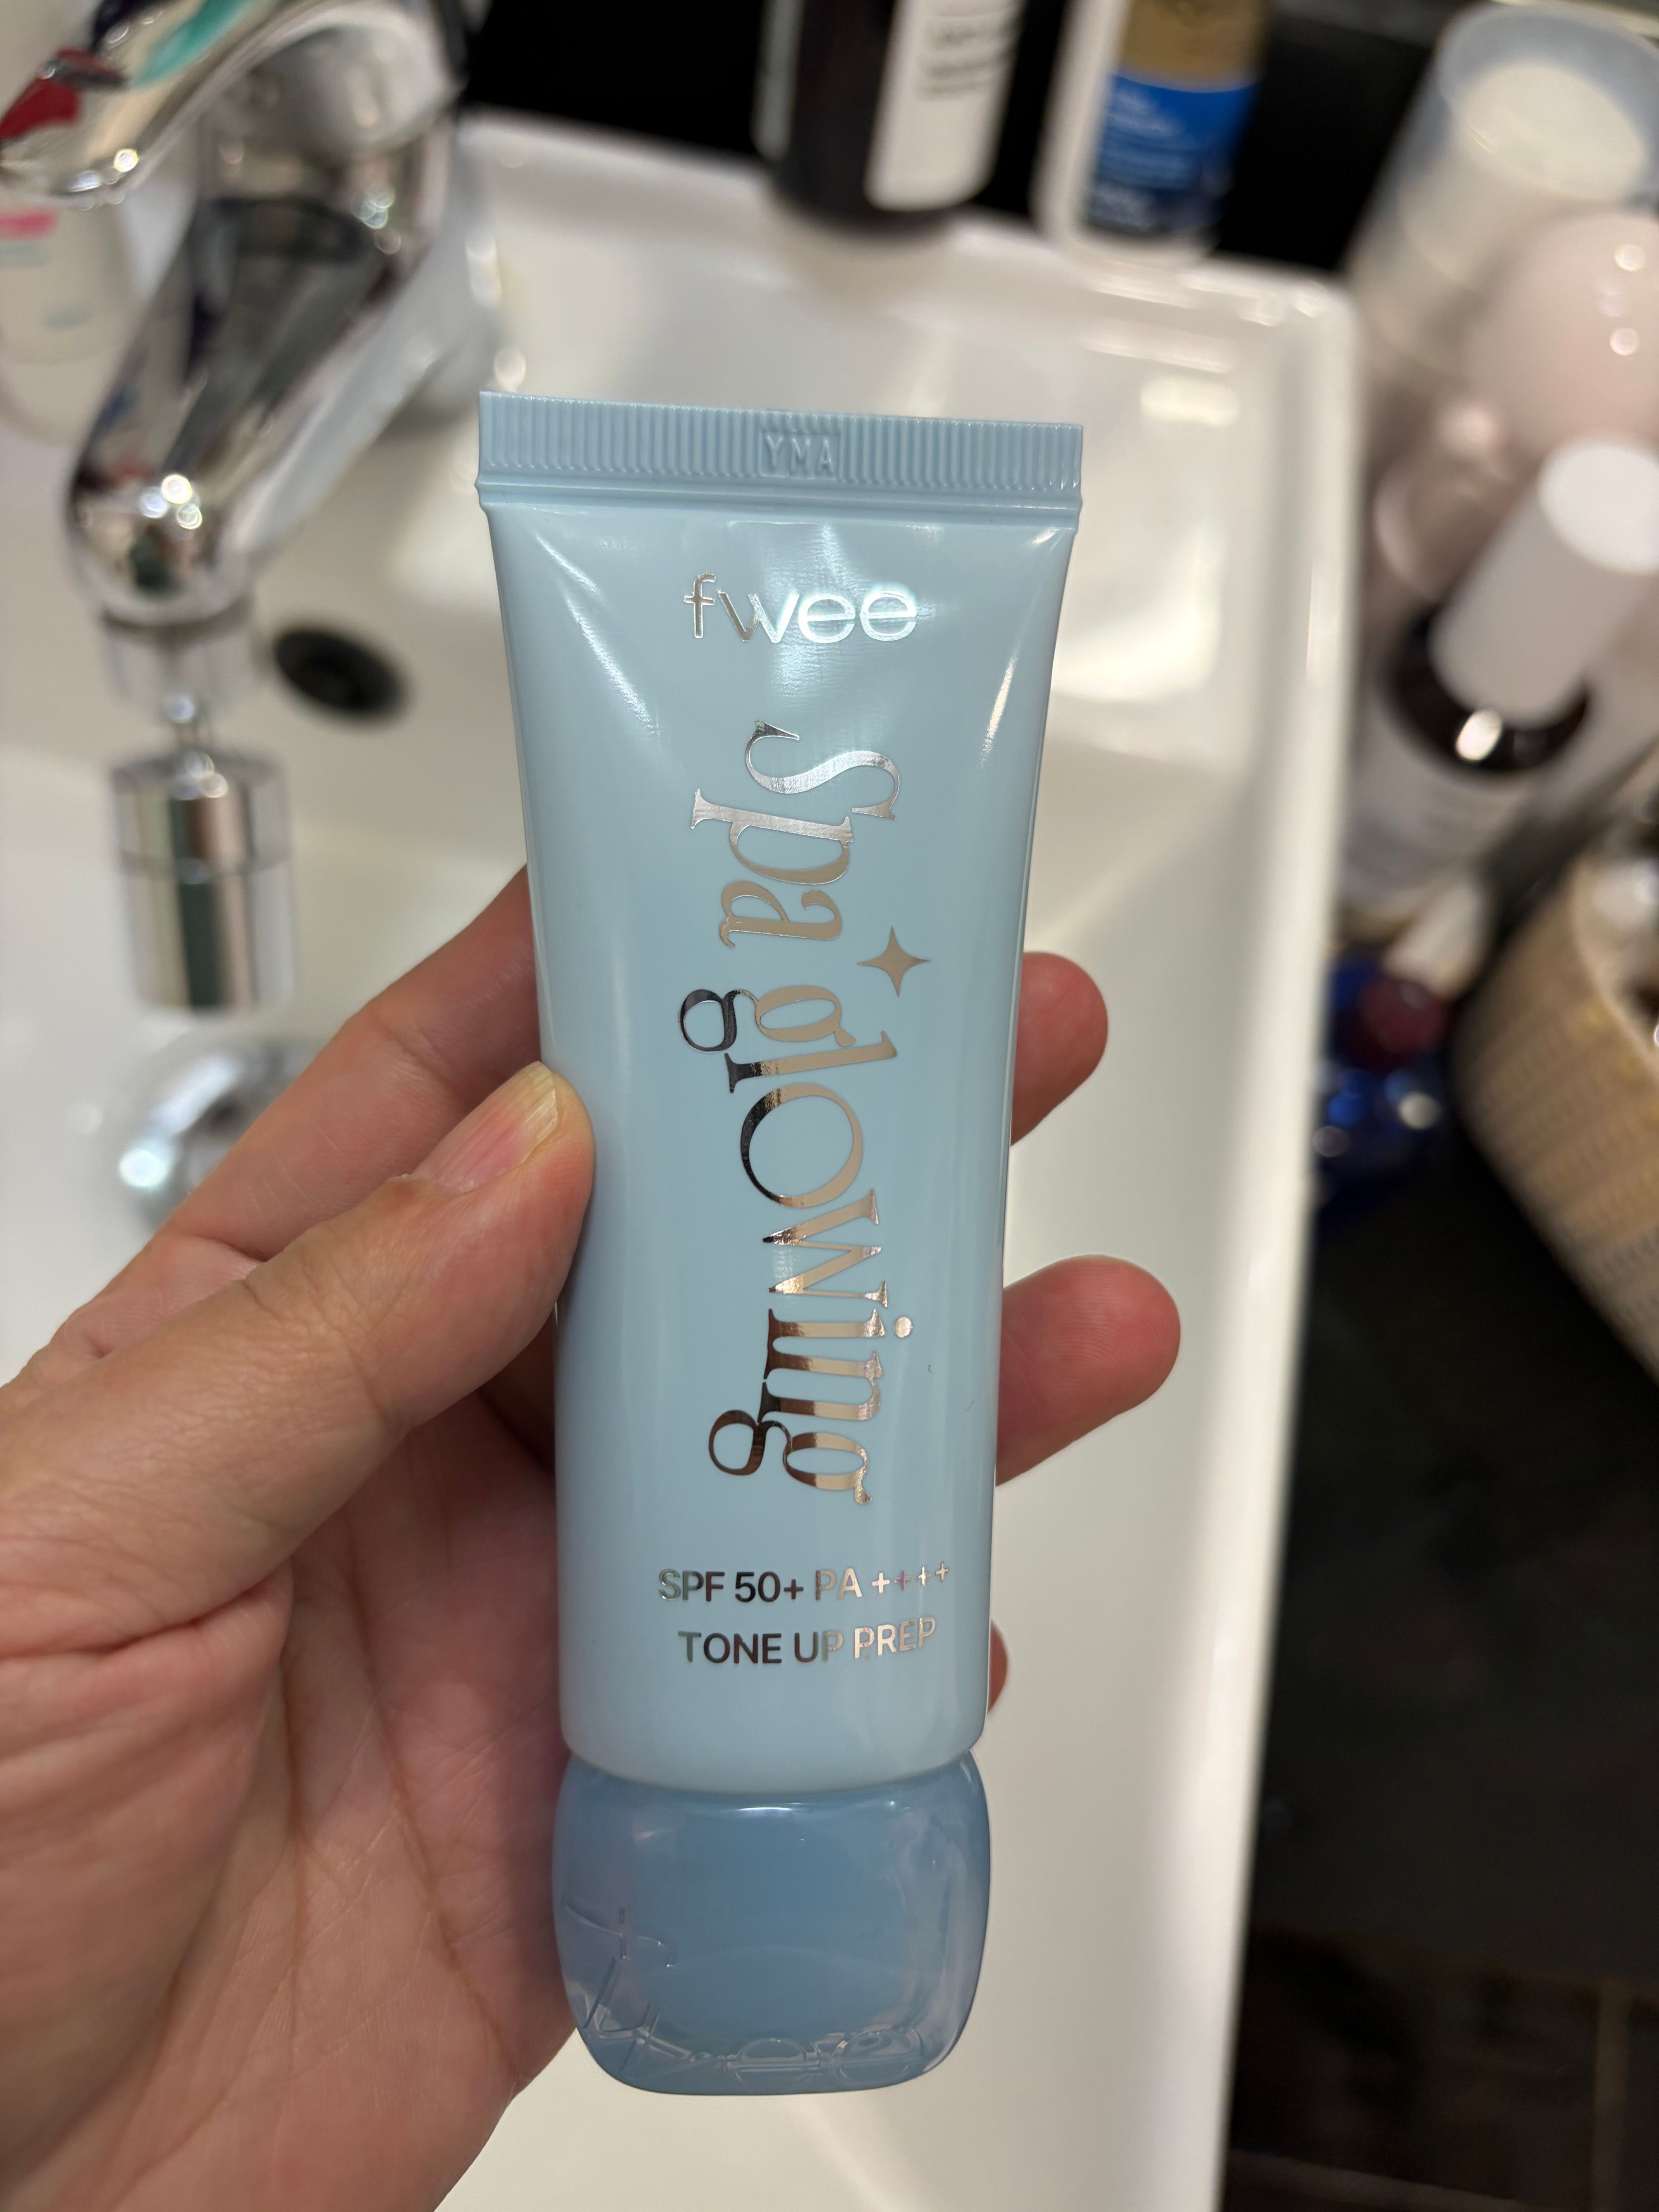 YMA
fwee
spa glowing
SPF 50+ PA ++++
TONE UP PREP